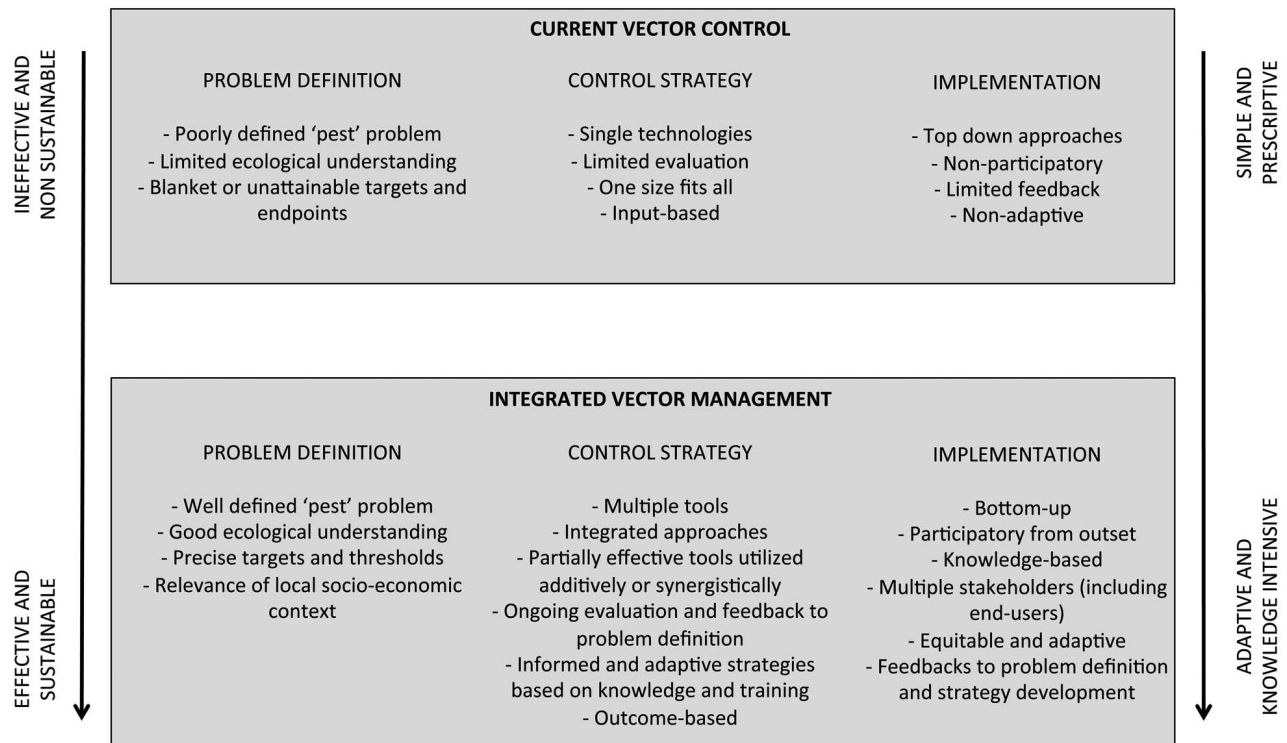 INEFFECTIVE AND
NON SUSTAINABLE
CURRENT VECTOR CONTROL
PROBLEM DEFINITION
- Poorly defined ‘pest’ problem
- Limited ecological understanding
- Blanket or unattainable targets and
endpoints
CONTROL STRATEGY
- Single technologies
- Limited evaluation
- One size fits all
- Input-based
IMPLEMENTATION
- Top down approaches
- Non-participatory
- Limited feedback
- Non-adaptive
SIMPLE AND
PRESCRIPTIVE
EFFECTIVE AND
SUSTAINABLE
INTEGRATED VECTOR MANAGEMENT
PROBLEM DEFINITION
- Well defined ‘pest’ problem
- Good ecological understanding
- Precise targets and thresholds
- Relevance of local socio-economic
context
CONTROL STRATEGY
- Multiple tools
- Integrated approaches
- Partially effective tools utilized
additively or synergistically
- Ongoing evaluation and feedback to
problem definition
- Informed and adaptive strategies
based on knowledge and training
- Outcome-based
IMPLEMENTATION
- Bottom-up
- Participatory from outset
- Knowledge-based
- Multiple stakeholders (including
end-users)
- Equitable and adaptive
- Feedbacks to problem definition
and strategy development
ADAPTIVE AND
KNOWLEDGE INTENSIVE